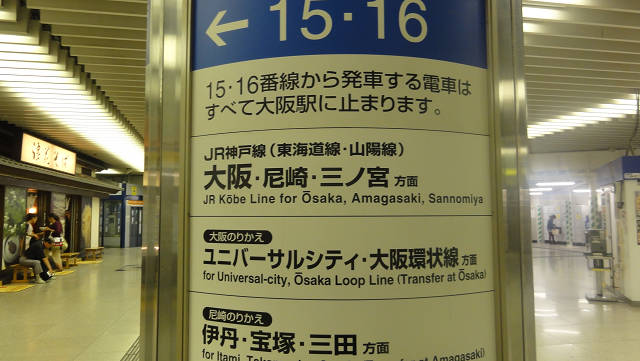 ← 15・16
15・16番線から発車する電車は
すべて大阪駅に止まります。
JR神戸線（東海道線・山陽線）
大阪・尼崎・三ノ宮 方面
JR Kōbe Line for Ōsaka, Amagasaki, Sannomiya
大阪のりかえ
ユニバーサルシティ・大阪環状線 方面
for Universal-city, Ōsaka Loop Line (Transfer at Ōsaka)
尼崎のりかえ
伊丹・宝塚・三田 方面
for Itami,